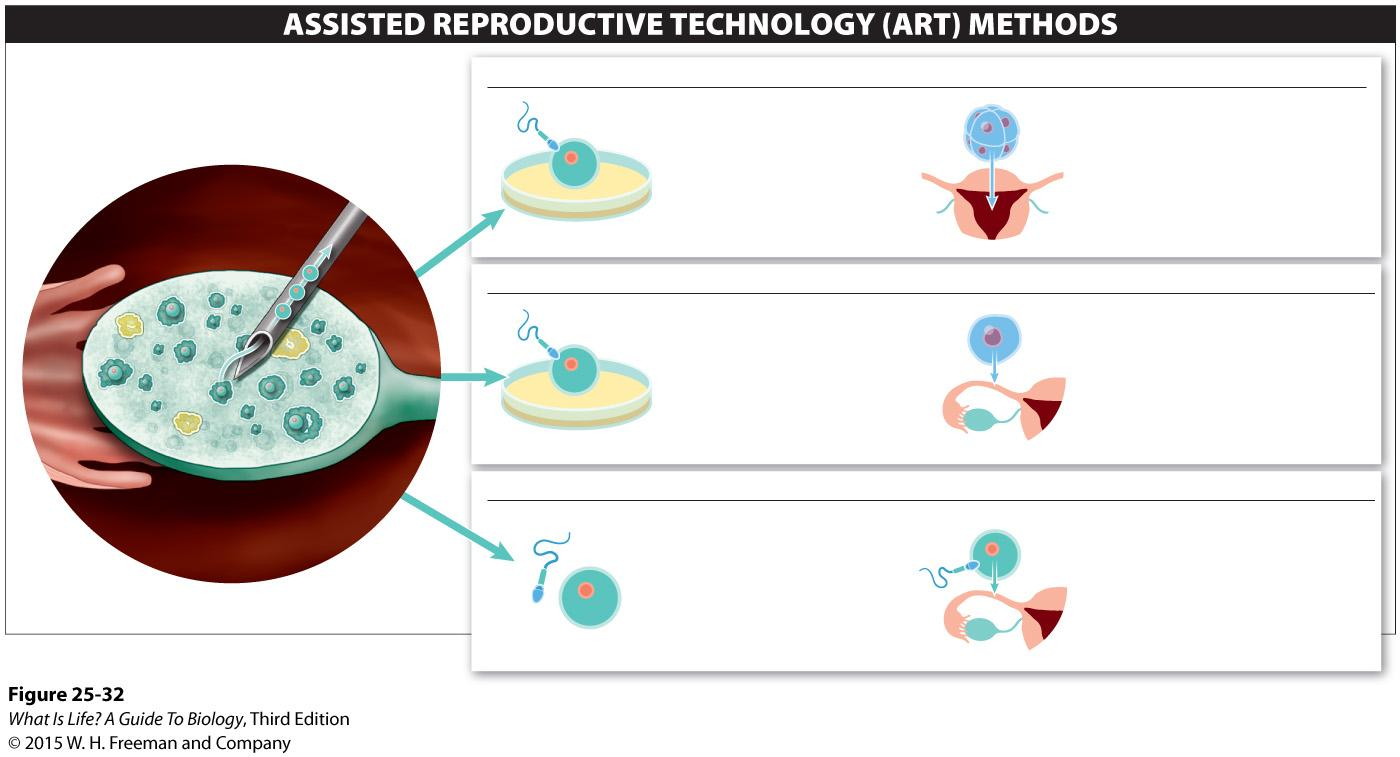 ASSISTED REPRODUCTIVE TECHNOLOGY (ART) METHODS
Figure 25-32
What Is Life? A Guide To Biology, Third Edition
© 2015 W. H. Freeman and Company